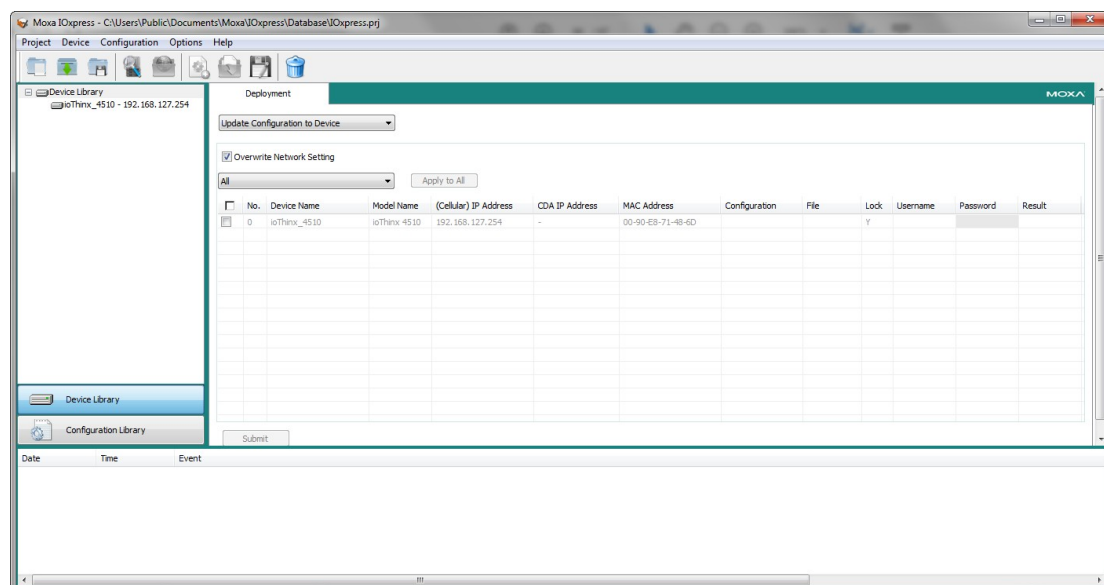 Moxa IOxpress - C:\Users\Public\Documents\Moxa\IOxpress\Database\IOxpress.prj
Project Device Configuration Options Help
Device Library
ioThinx_4510 - 192.168.127.254
Deployment
MOXA
Update Configuration to Device
Overwrite Network Setting
All
Apply to All
No. Device Name Model Name (Cellular) IP Address CDA IP Address MAC Address Configuration File Lock Username Password Result
0 ioThinx_4510 ioThinx 4510 192.168.127.254 - 00-90-E8-71-48-6D Y
Device Library
Configuration Library
Submit
Date Time Event